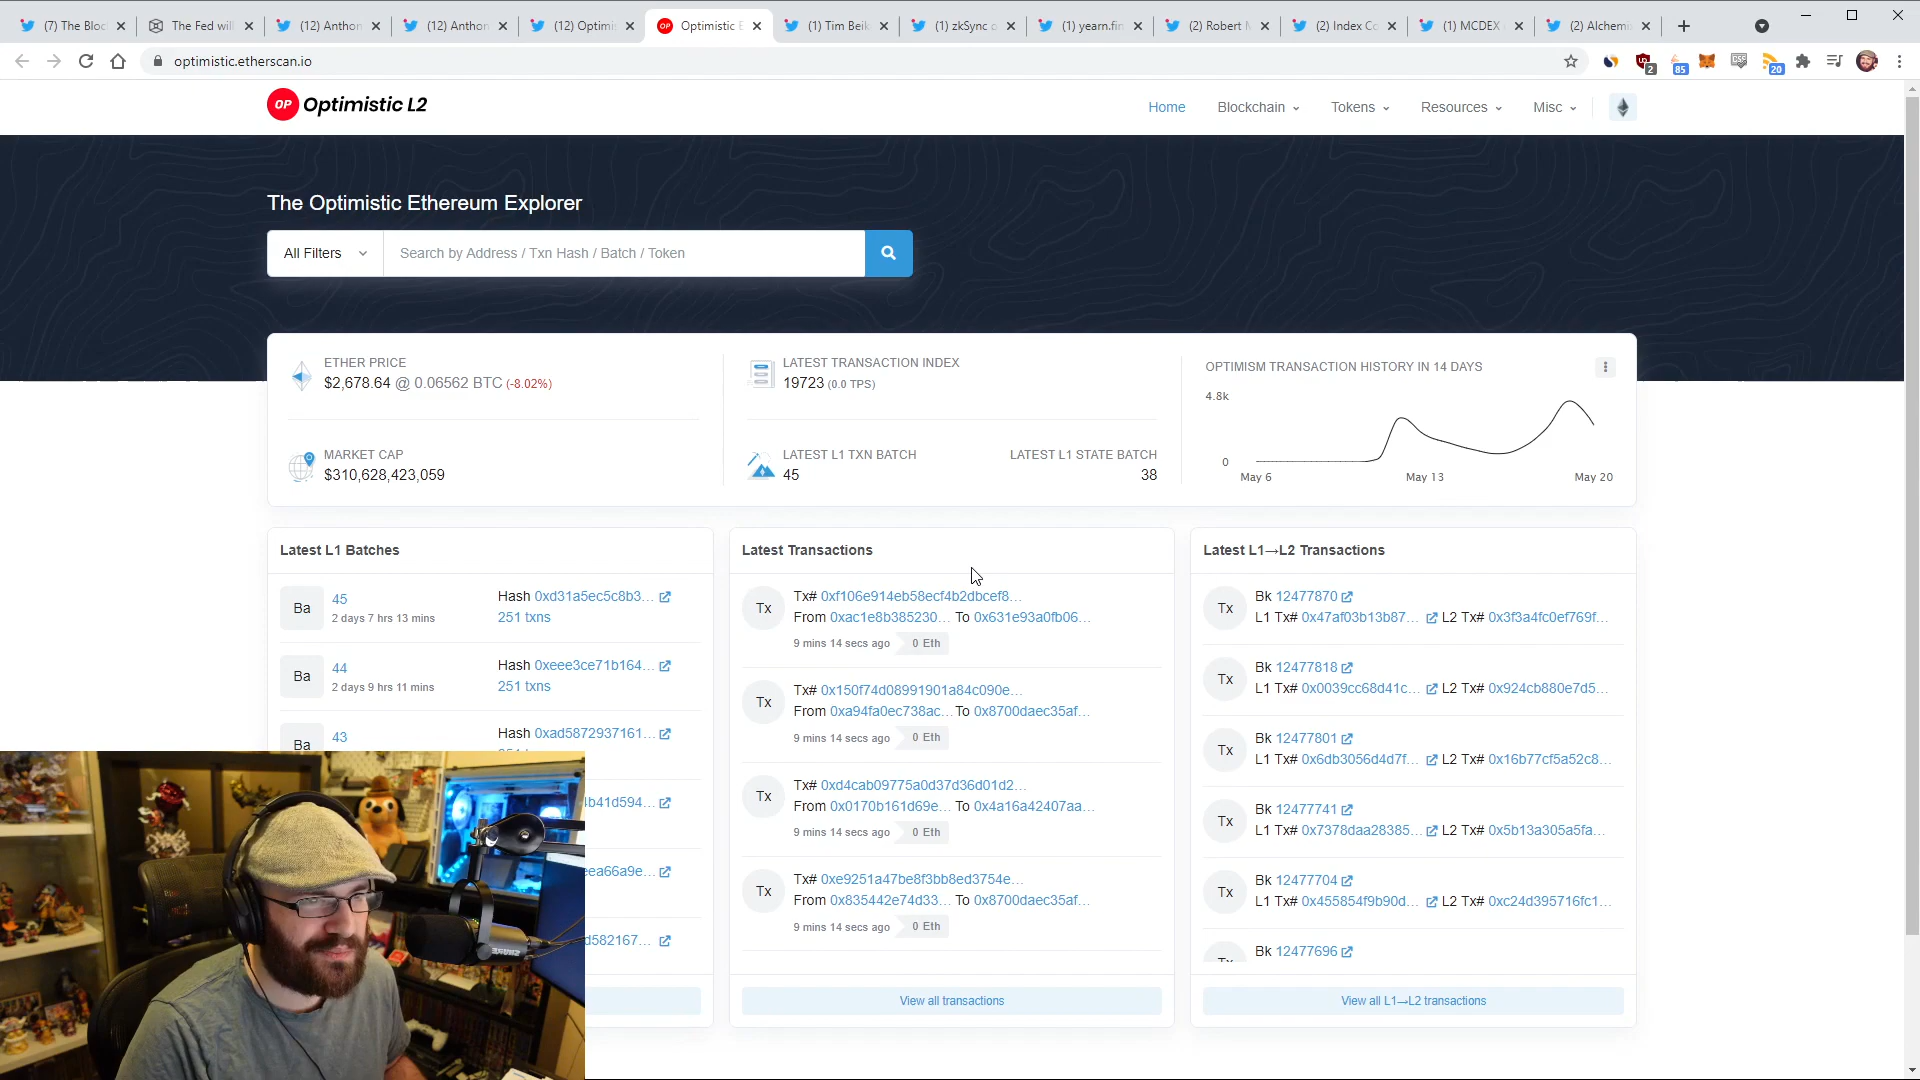 (7) The Bloc
The Fed will
(12) Anthon
(12) Anthon
(12) Optimis
Optimistic E
(1) Tim Beik
(1) zkSync o
(1) yearn.fin
(2) Robert M
(2) Index Co
(1) MCDEX
(2) Alchemi
optimistic.etherscan.io
2
85
20
OP Optimistic L2
Home Blockchain Tokens Resources Misc
The Optimistic Ethereum Explorer
All Filters Search by Address / Txn Hash / Batch / Token
ETHER PRICE
$2,678.64 @ 0.06562 BTC (-8.02%)
MARKET CAP
$310,628,423,059
LATEST TRANSACTION INDEX
19723 (0.0 TPS)
LATEST L1 TXN BATCH
45
LATEST L1 STATE BATCH
38
OPTIMISM TRANSACTION HISTORY IN 14 DAYS
4.8k
0
May 6 May 13 May 20
Latest L1 Batches
Ba 45 Hash 0xd31a5ec5c8b3...
2 days 7 hrs 13 mins 251 txns
Ba 44 Hash 0xeee3ce71b164...
2 days 9 hrs 11 mins 251 txns
Ba 43 Hash 0xad5872937161...
4b41d594...
eea66a9e...
d582167...
Latest Transactions
Tx Tx# 0xf106e914eb58ecf4b2dbcef8...
From 0xac1e8b385230... To 0x631e93a0fb06...
9 mins 14 secs ago 0 Eth
Tx Tx# 0x150f74d08991901a84c090e...
From 0xa94fa0ec738ac... To 0x8700daec35af...
9 mins 14 secs ago 0 Eth
Tx Tx# 0xd4cab09775a0d37d36d01d2...
From 0x0170b161d69e... To 0x4a16a42407aa...
9 mins 14 secs ago 0 Eth
Tx Tx# 0xe9251a47be8f3bb8ed3754e...
From 0x835442e74d33... To 0x8700daec35af...
9 mins 14 secs ago 0 Eth
View all transactions
Latest L1→L2 Transactions
Tx Bk 12477870
L1 Tx# 0x47af03b13b87... L2 Tx# 0x3f3a4fc0ef769f...
Tx Bk 12477818
L1 Tx# 0x0039cc68d41c... L2 Tx# 0x924cb880e7d5...
Tx Bk 12477801
L1 Tx# 0x6db3056d4d7f... L2 Tx# 0x16b77cf5a52c8...
Tx Bk 12477741
L1 Tx# 0x7378daa28385... L2 Tx# 0x5b13a305a5fa...
Tx Bk 12477704
L1 Tx# 0x455854f9b90d... L2 Tx# 0xc24d395716fc1...
Tx Bk 12477696
View all L1→L2 transactions